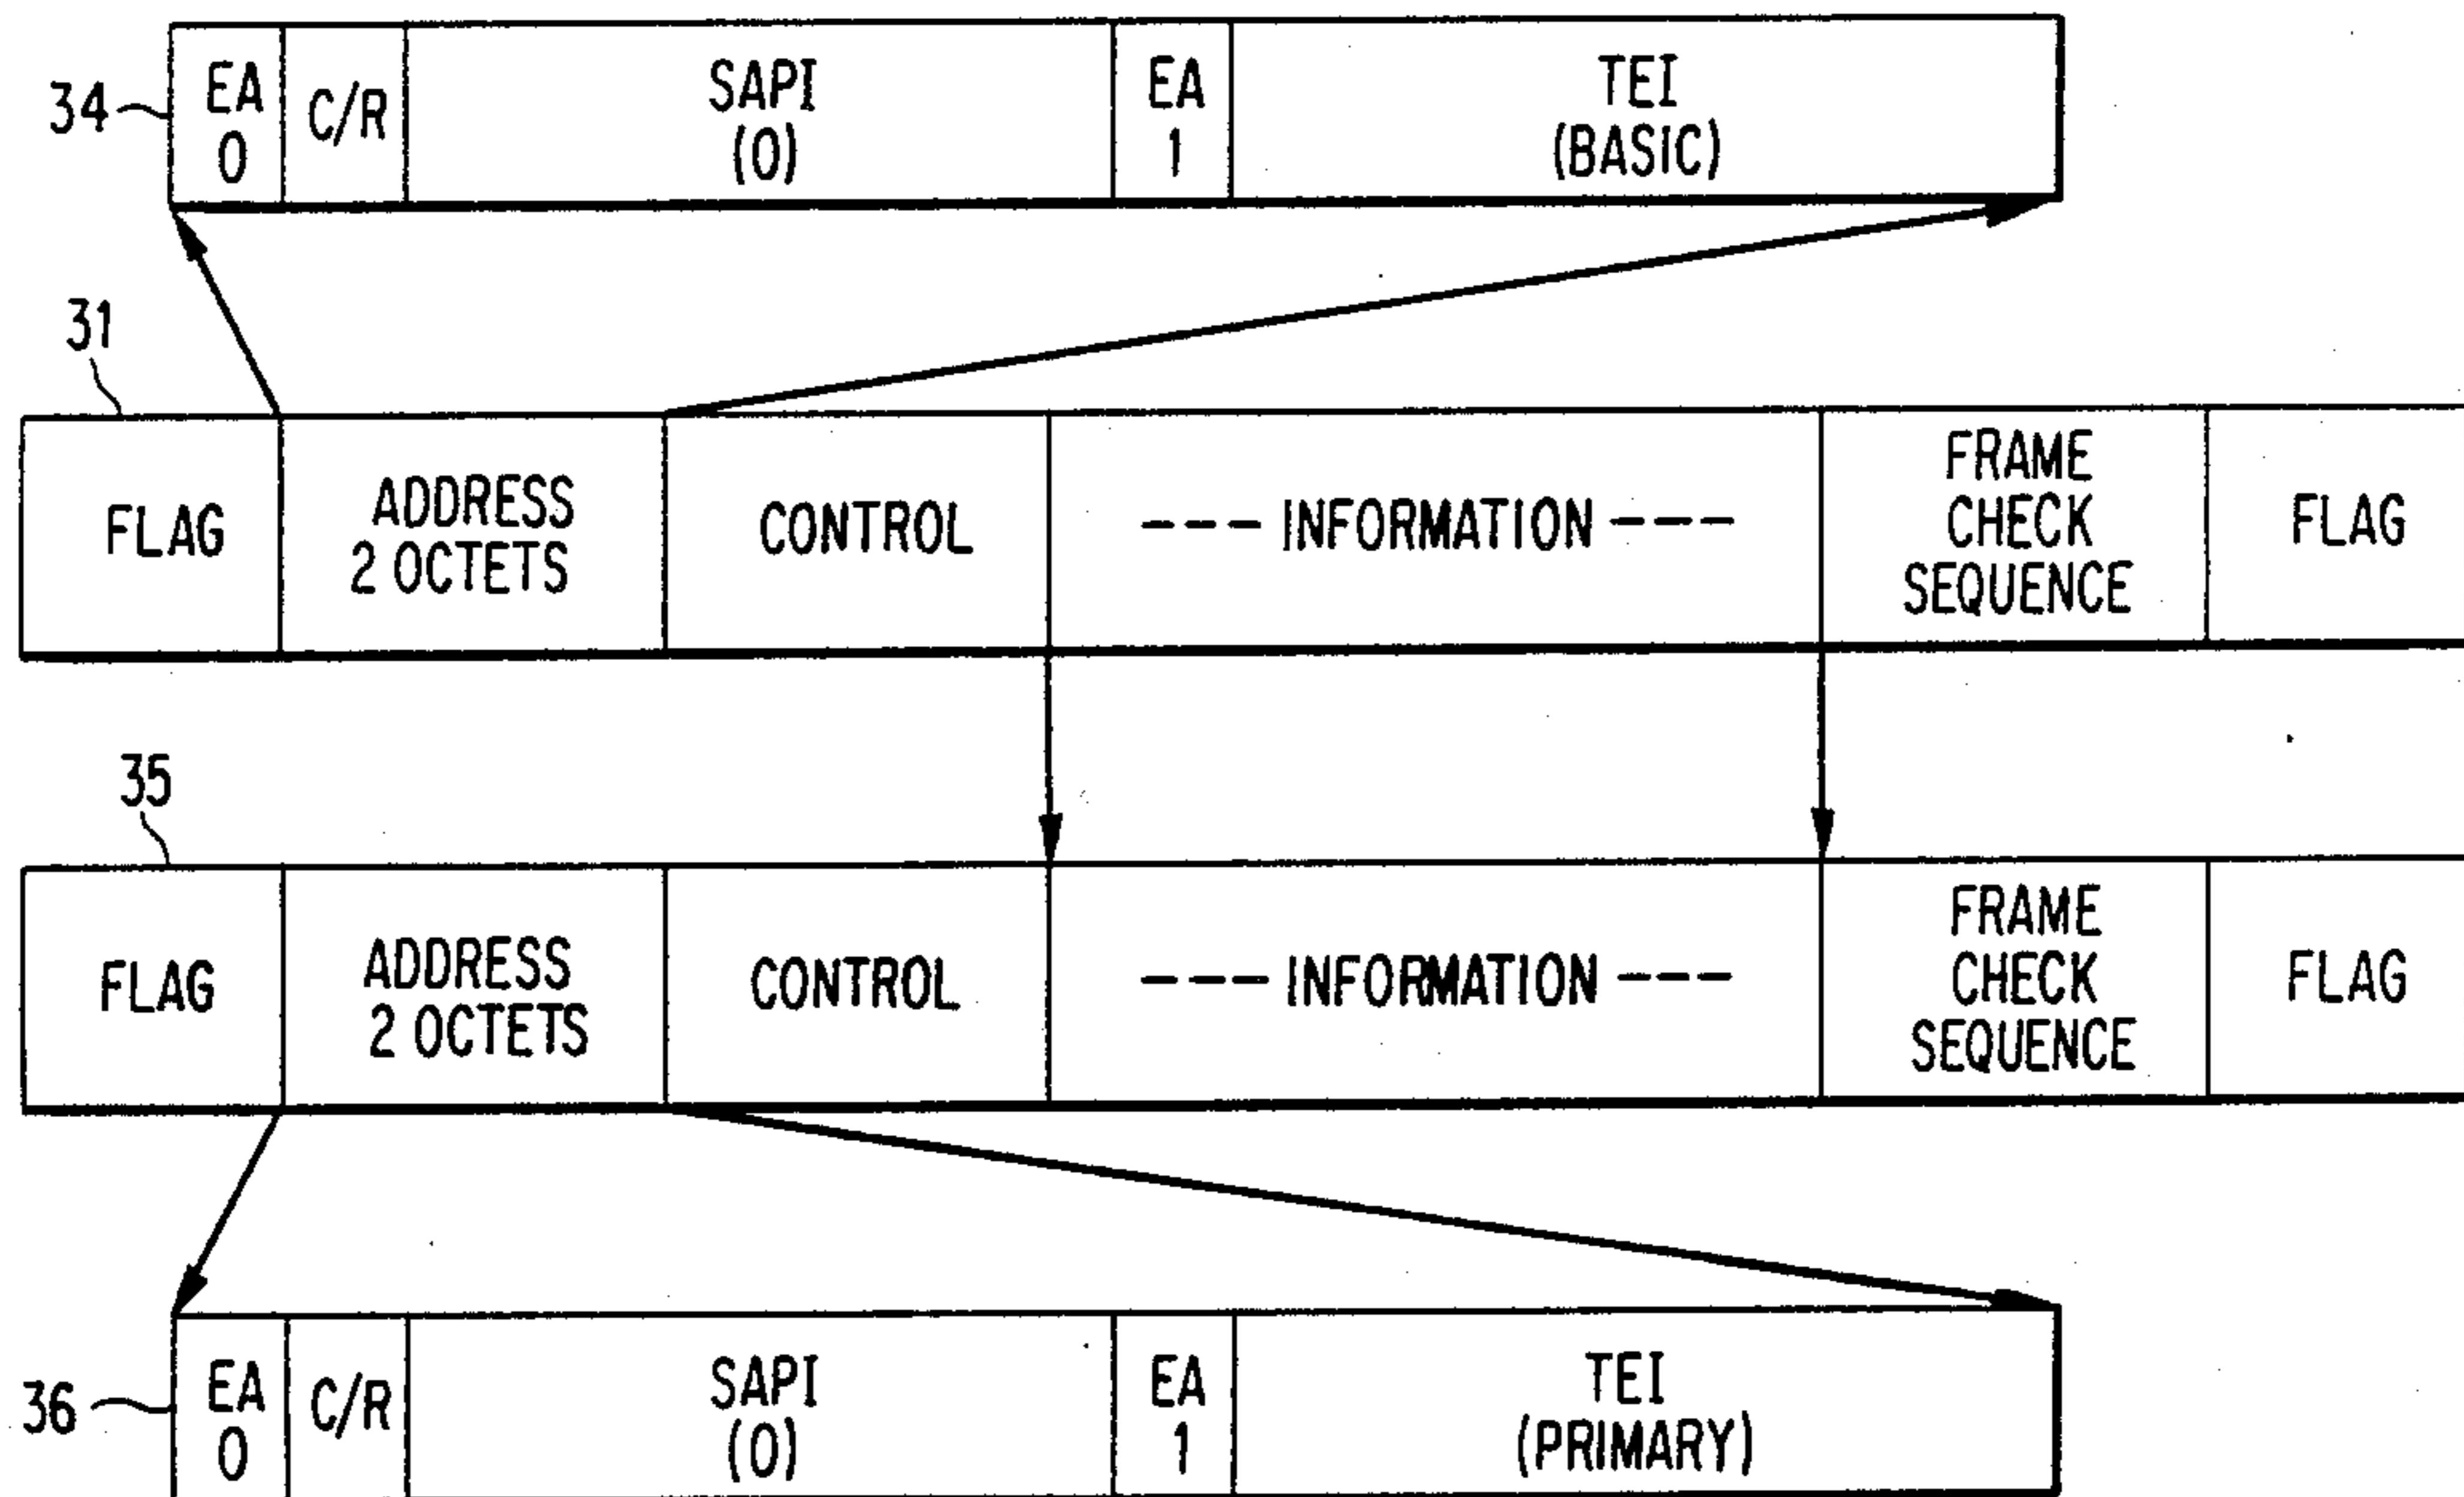 34
EA
0
C/R
SAPI
(0)
EA
1
TEI
(BASIC)
31
FLAG
ADDRESS
2 OCTETS
CONTROL
--- INFORMATION ---
FRAME
CHECK
SEQUENCE
FLAG
35
FLAG
ADDRESS
2 OCTETS
CONTROL
--- INFORMATION ---
FRAME
CHECK
SEQUENCE
FLAG
36
EA
0
C/R
SAPI
(0)
EA
1
TEI
(PRIMARY)